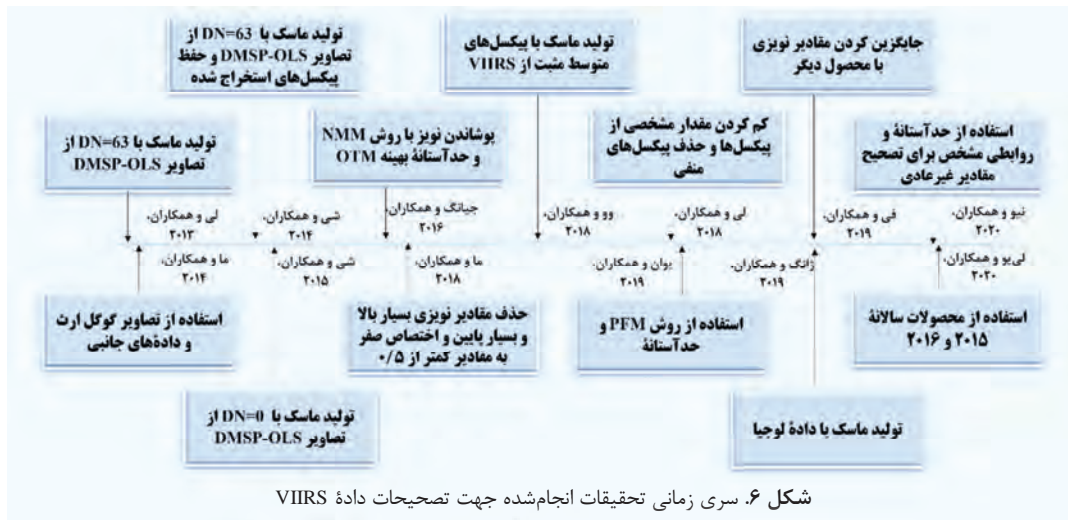 تولید ماسک با DN=63 از
تصاویر DMSP-OLS و حفظ
پیکسل‌های استخراج شده
تولید ماسک با پیکسل‌های
متوسط مثبت از VIIRS
جایگزین کردن مقادیر نویزی
با محصول دیگر
تولید ماسک با DN=63 از
تصاویر DMSP-OLS
پوشاندن نویز با روش NMM
و حدآستانهٔ بهینه OTM
کم کردن مقدار مشخصی از
پیکسل‌ها و حذف پیکسل‌های
منفی
استفاده از حدآستانهٔ و
روابطی مشخص برای تصحیح
مقادیر غیرعادی
لی و همکاران،
۲۰۱۳
شی و همکاران،
۲۰۱۴
جیانگ و همکاران،
۲۰۱۶
وو و همکاران،
۲۰۱۸
لی و همکاران،
۲۰۱۸
فی و همکاران،
۲۰۱۹
نیو و همکاران،
۲۰۲۰
ما و همکاران،
۲۰۱۴
شی و همکاران،
۲۰۱۵
ما و همکاران،
۲۰۱۸
یوان و همکاران،
۲۰۱۹
ژانگ و همکاران،
۲۰۱۹
لی‌یو و همکاران،
۲۰۲۰
استفاده از تصاویر گوگل ارث
و داده‌های جانبی
حذف مقادیر نویزی بسیار بالا
و بسیار پایین و اختصاص صفر
به مقادیر کمتر از ۰/۵
استفاده از روش PFM و
حدآستانهٔ
استفاده از محصولات سالانهٔ
۲۰۱۵ و ۲۰۱۶
تولید ماسک با DN=0 از
تصاویر DMSP-OLS
تولید ماسک با دادهٔ لوجیا
شکل ۶. سری زمانی تحقیقات انجام‌شده جهت تصحیحات دادهٔ VIIRS